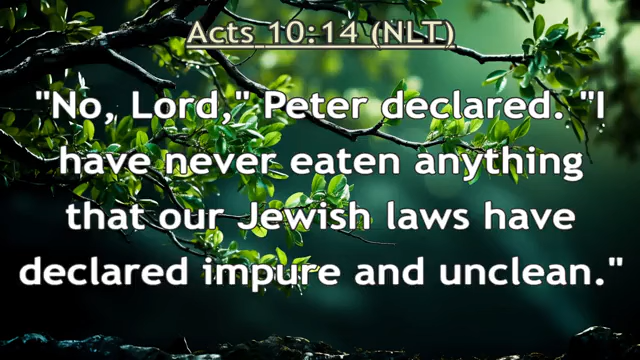 Acts 10:14 (NLT)
"No, Lord," Peter declared. "I
have never eaten anything
that our Jewish laws have
declared impure and unclean."